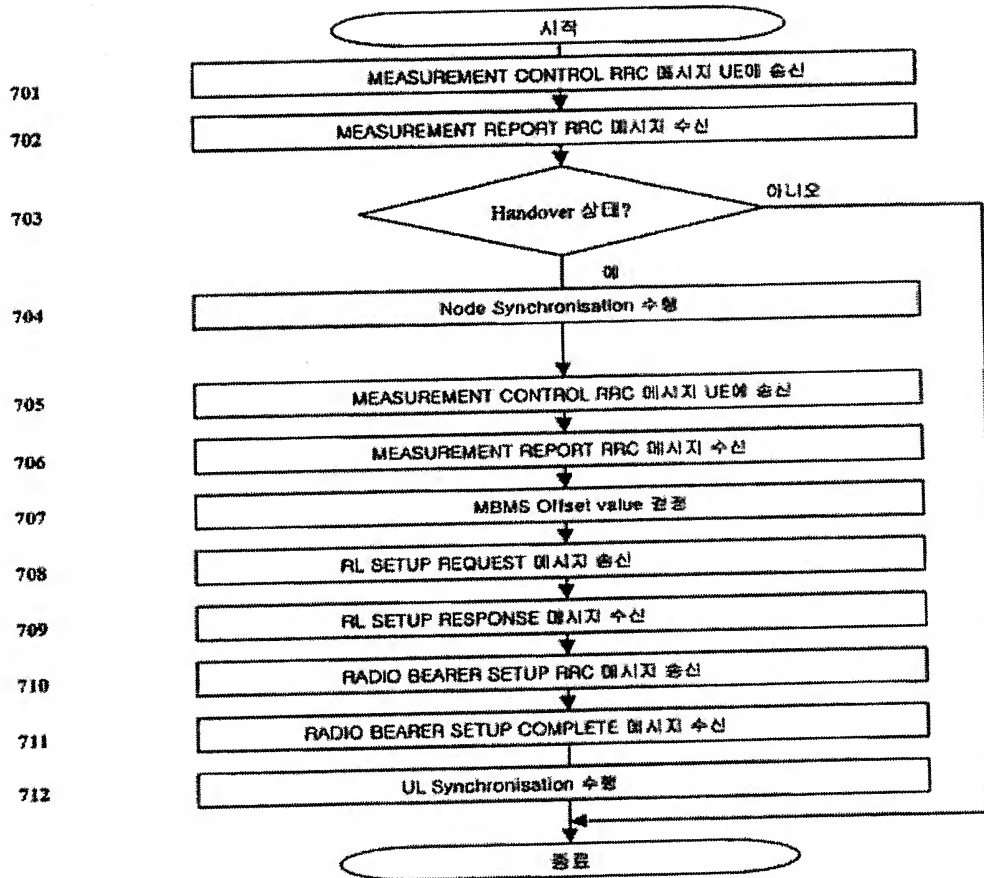 시작
701 MEASUREMENT CONTROL RRC 메시지 UE에 송신
702 MEASUREMENT REPORT RRC 메시지 수신
703 Handover 상태?
아니오
예
704 Node Synchronisation 수행
705 MEASUREMENT CONTROL RRC 메시지 UE에 송신
706 MEASUREMENT REPORT RRC 메시지 수신
707 MBMS Offset value 결정
708 RL SETUP REQUEST 메시지 송신
709 RL SETUP RESPONSE 메시지 수신
710 RADIO BEARER SETUP RRC 메시지 송신
711 RADIO BEARER SETUP COMPLETE 메시지 수신
712 UL Synchronisation 수행
종료